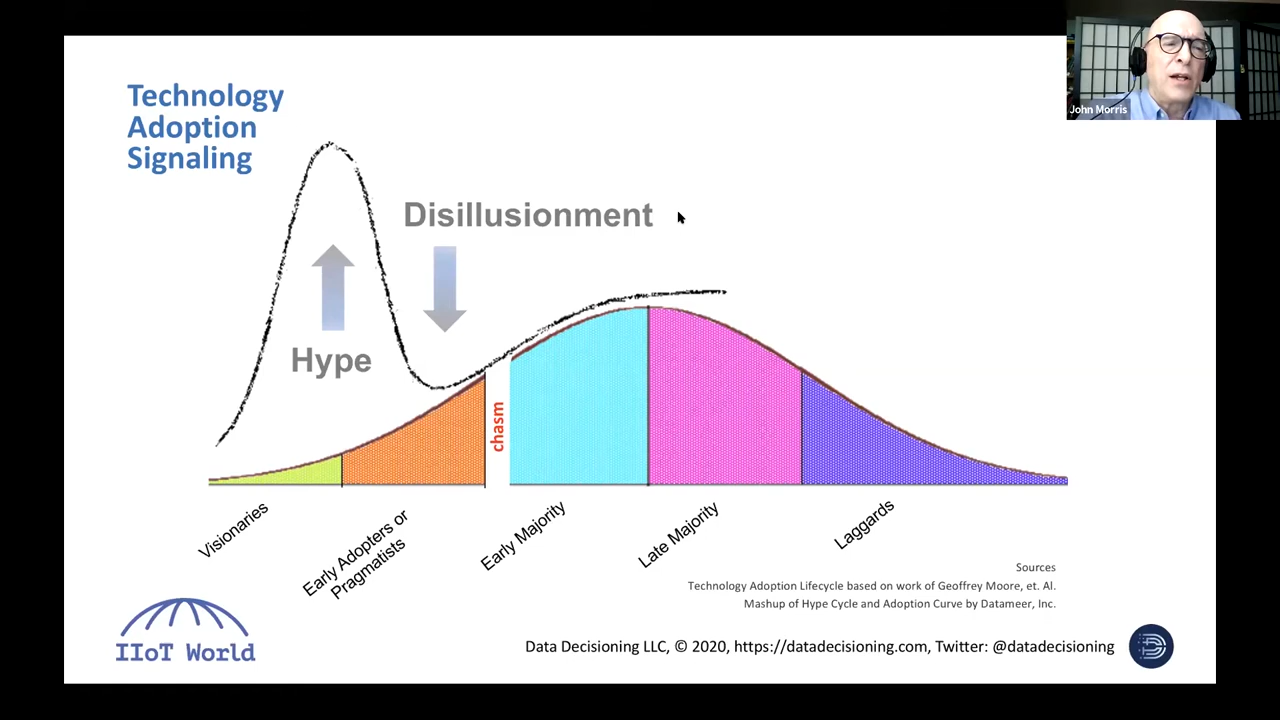 Technology
Adoption
Signaling
John Morris
Disillusionment
Hype
chasm
Visionaries
Early Adopters or
Pragmatists
Early Majority
Late Majority
Laggards
Sources
Technology Adoption Lifecycle based on work of Geoffrey Moore, et. Al.
Mashup of Hype Cycle and Adoption Curve by Datameer, Inc.
IIoT World
Data Decisioning LLC, © 2020, https://datadecisioning.com, Twitter: @datadecisioning